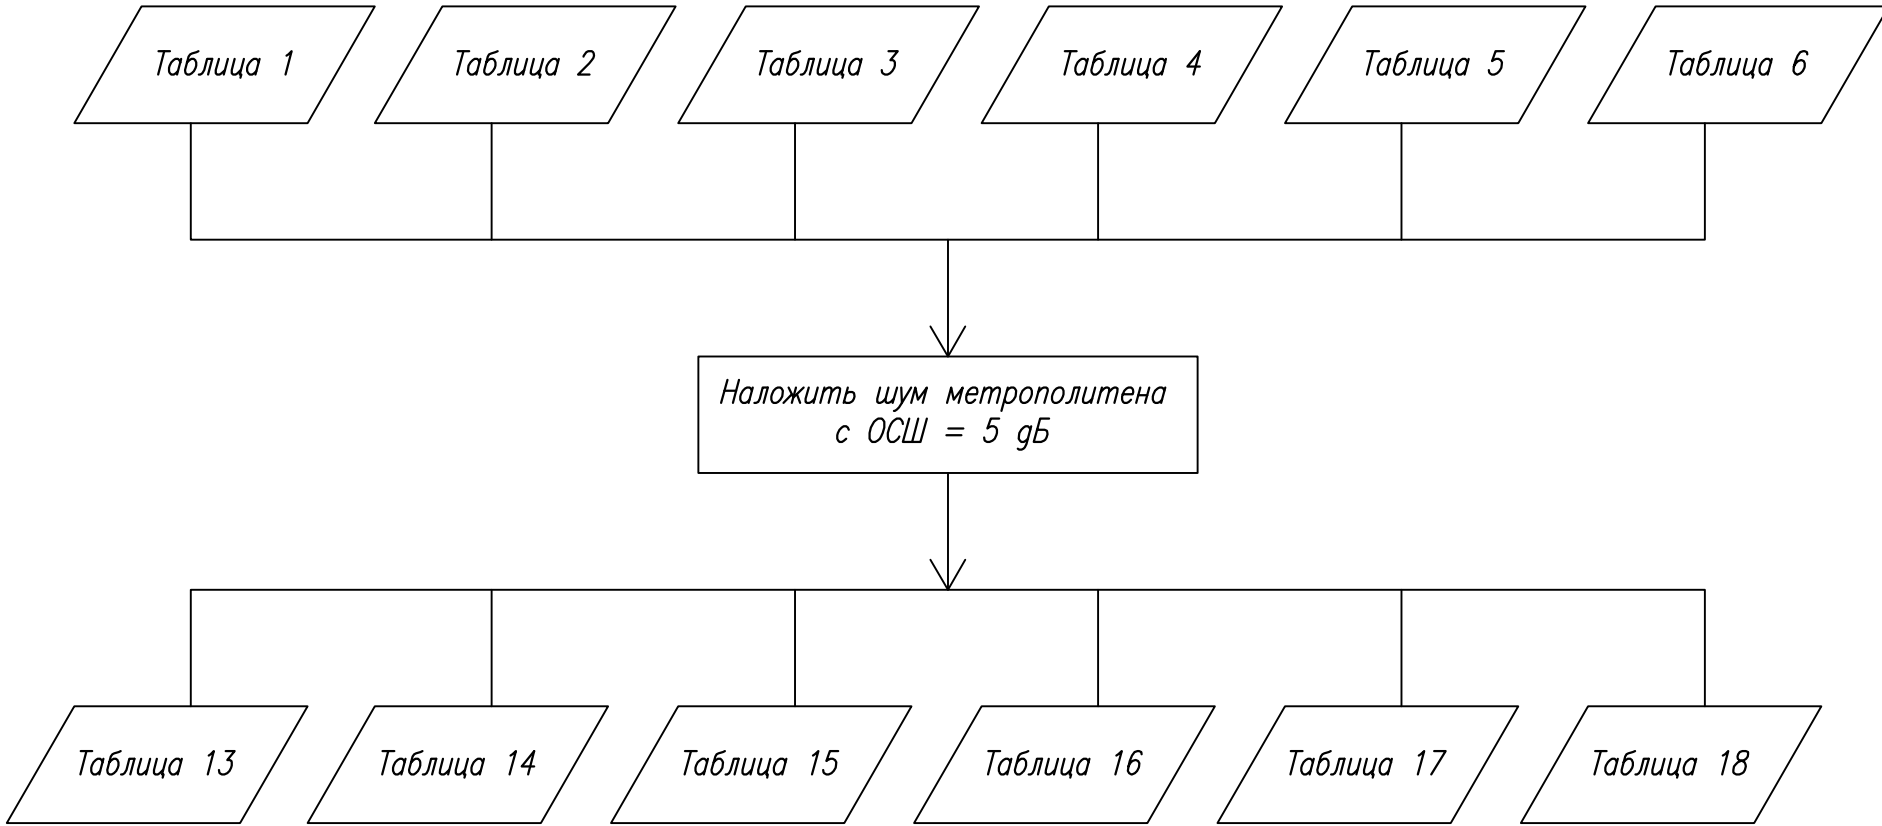 Таблица 1
Таблица 2
Таблица 3
Таблица 4
Таблица 5
Таблица 6
Наложить шум метрополитена
с ОСШ = 5 дБ
Таблица 13
Таблица 14
Таблица 15
Таблица 16
Таблица 17
Таблица 18